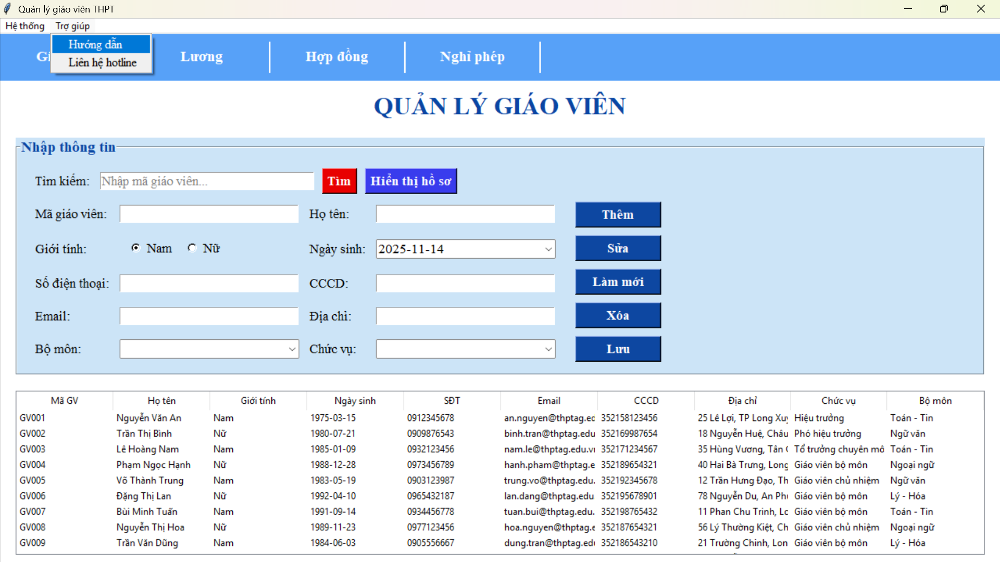 Quản lý giáo viên THPT
Hệ thống Trợ giúp
Hướng dẫn
Liên hệ hotline
Gi Lương Hợp đồng Nghỉ phép
QUẢN LÝ GIÁO VIÊN
Nhập thông tin
Tìm kiếm: Nhập mã giáo viên... Tìm Hiển thị hồ sơ
Mã giáo viên: Họ tên: Thêm
Giới tính: Nam Nữ Ngày sinh: 2025-11-14 Sửa
Số điện thoại: CCCD: Làm mới
Email: Địa chỉ: Xóa
Bộ môn: Chức vụ: Lưu
Mã GV Họ tên Giới tính Ngày sinh SĐT Email CCCD Địa chỉ Chức vụ Bộ môn
GV001 Nguyễn Văn An Nam 1975-03-15 0912345678 an.nguyen@thptag.ec 352158123456 25 Lê Lợi, TP Long Xuy Hiệu trưởng Toán - Tin
GV002 Trần Thị Bình Nữ 1980-07-21 0909876543 binh.tran@thptag.edu 352169987654 18 Nguyễn Huệ, Châu Phó hiệu trưởng Ngữ văn
GV003 Lê Hoàng Nam Nam 1985-01-09 0932123456 nam.le@thptag.edu.vn 352171234567 35 Hùng Vương, Tân Tổ trưởng chuyên mô Toán - Tin
GV004 Phạm Ngọc Hạnh Nữ 1988-12-28 0973456789 hanh.pham@thptag.e 352189654321 40 Hai Bà Trưng, Long Giáo viên bộ môn Ngoại ngữ
GV005 Võ Thành Trung Nam 1983-05-19 0903123987 trung.vo@thptag.edu. 352192345678 12 Trần Hưng Đạo, Th Giáo viên chủ nhiệm Ngữ văn
GV006 Đặng Thị Lan Nữ 1992-04-10 0965432187 lan.dang@thptag.edu 352195678901 78 Nguyễn Du, An Phú Giáo viên bộ môn Lý - Hóa
GV007 Bùi Minh Tuấn Nam 1991-09-14 0934456778 tuan.bui@thptag.edu. 352198765432 11 Phan Chu Trinh, Lo Giáo viên bộ môn Toán - Tin
GV008 Nguyễn Thị Hoa Nữ 1989-11-23 0977123456 hoa.nguyen@thptag.e 352187654321 56 Lý Thường Kiệt, Ch Giáo viên chủ nhiệm Ngoại ngữ
GV009 Trần Văn Dũng Nam 1984-06-03 0905556667 dung.tran@thptag.edu 352186543210 21 Trường Chinh, Lon Giáo viên bộ môn Lý - Hóa